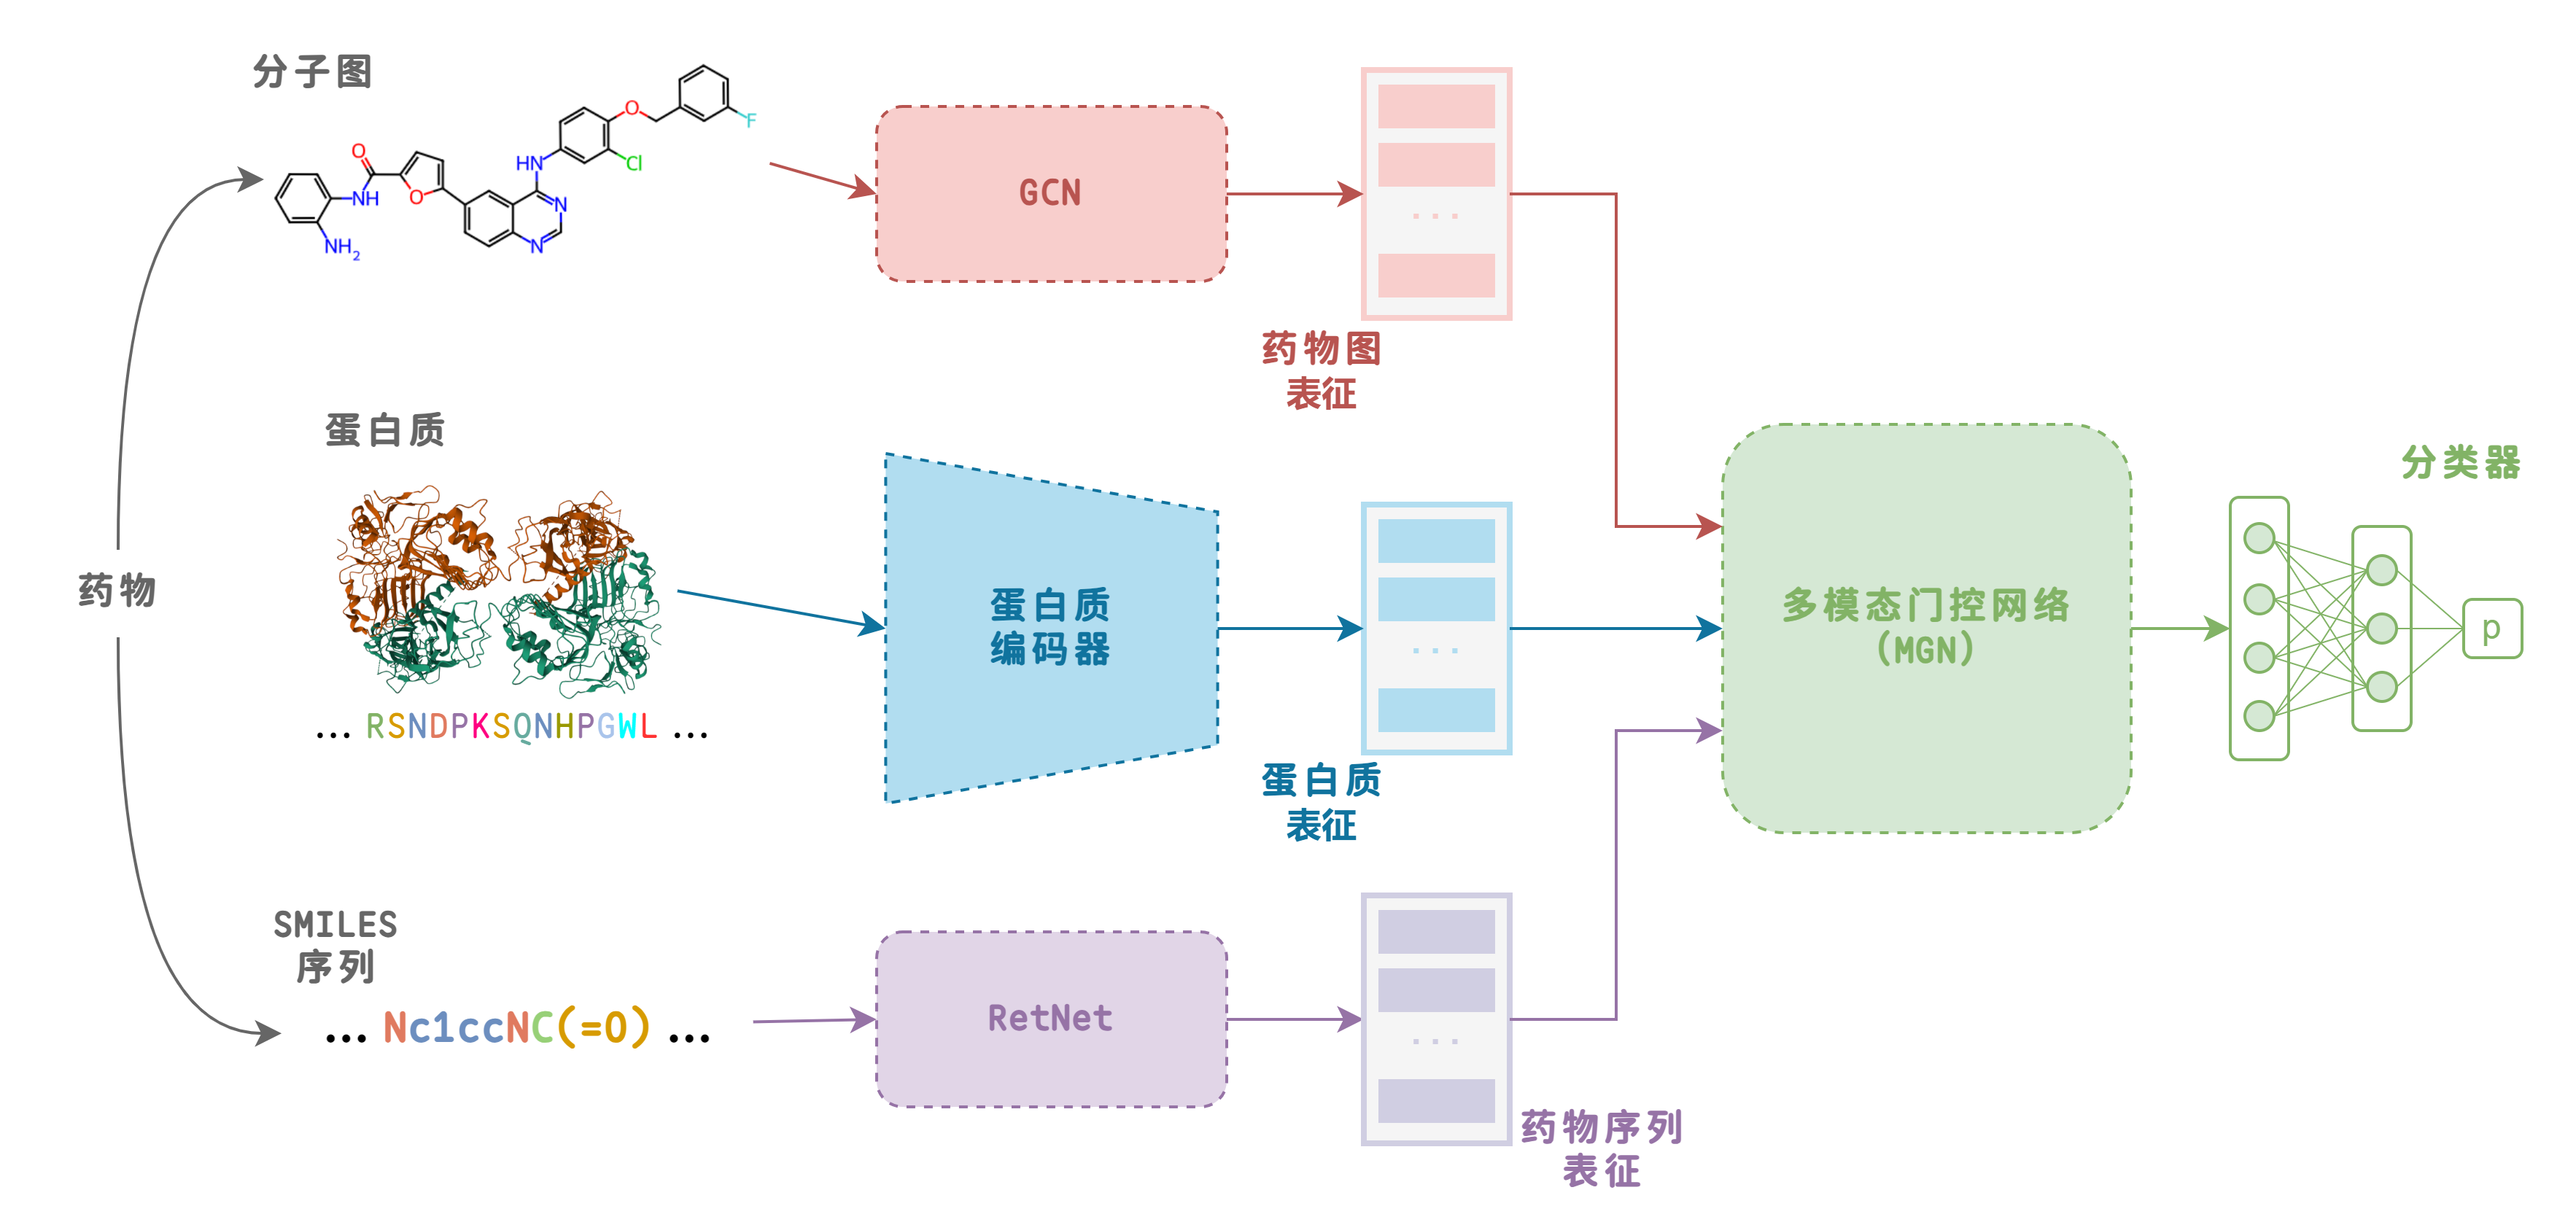 分子图
O
F
O
HN
Cl
NH
O
N
NH2
N
GCN
药物图
表征
蛋白质
药物
... RSNDPKSQNHPGWL ...
蛋白质
编码器
蛋白质
表征
多模态门控网络
(MGN)
分类器
p
SMILES
序列
... Nc1ccNC(=O) ...
RetNet
药物序列
表征